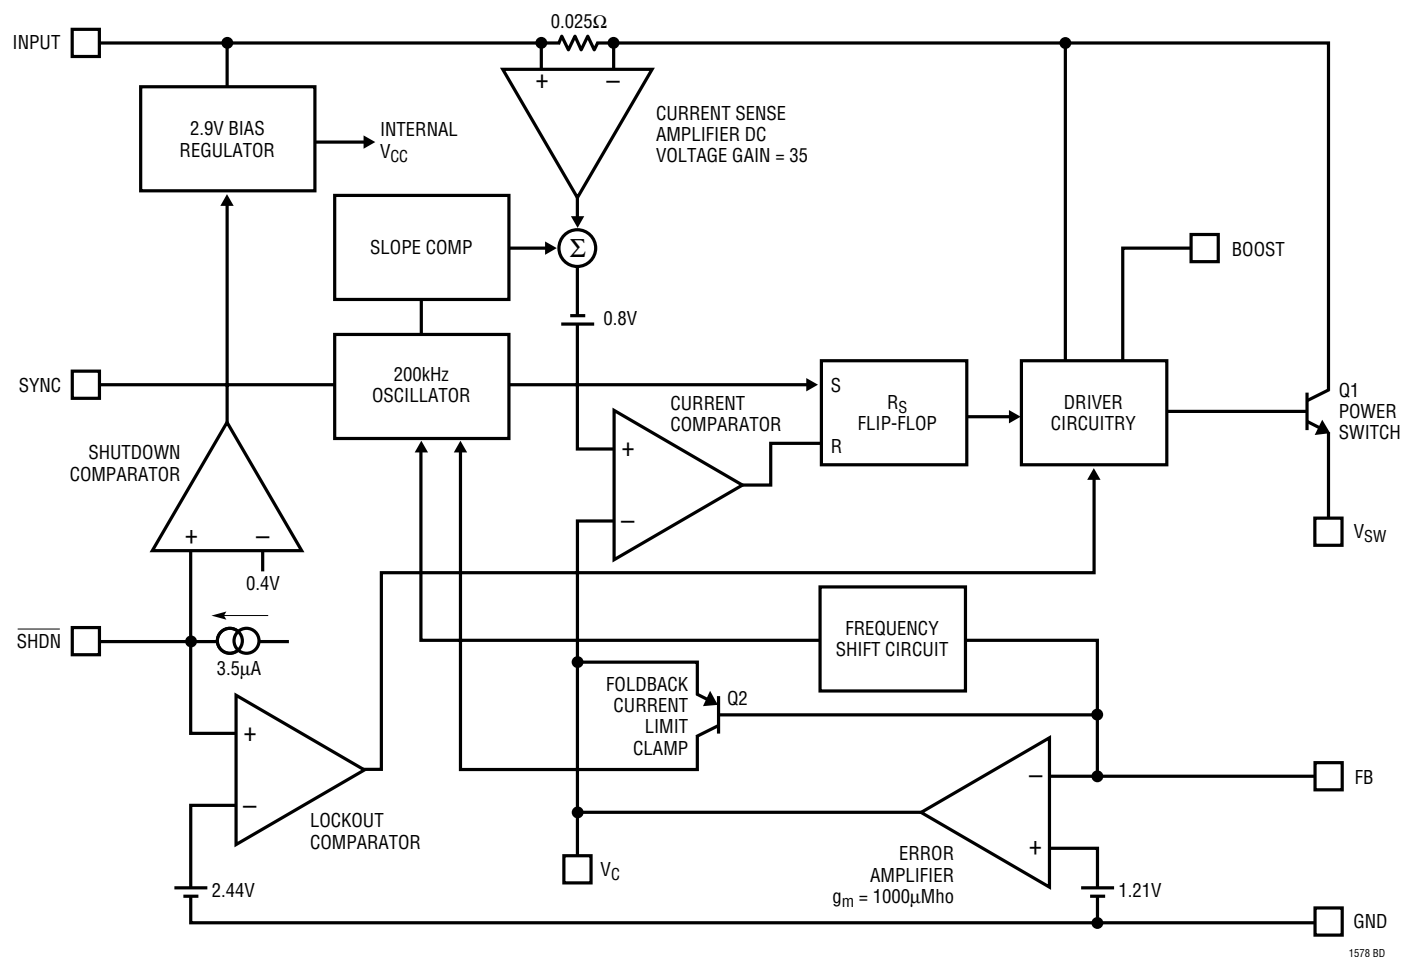 0.025Ω
INPUT
+ –
CURRENT SENSE
AMPLIFIER DC
VOLTAGE GAIN = 35
2.9V BIAS
REGULATOR
INTERNAL
VCC
SLOPE COMP
Σ
BOOST
0.8V
SYNC
200kHz
OSCILLATOR
S
RS
FLIP-FLOP
R
DRIVER
CIRCUITRY
Q1
POWER
SWITCH
CURRENT
COMPARATOR
+
–
SHUTDOWN
COMPARATOR
+ –
0.4V
VSW
SHDN
3.5µA
FREQUENCY
SHIFT CIRCUIT
FOLDBACK
CURRENT
LIMIT
CLAMP
Q2
+
–
LOCKOUT
COMPARATOR
–
+
FB
ERROR
AMPLIFIER
gm = 1000µMho
VC
2.44V
1.21V
GND
1578 BD